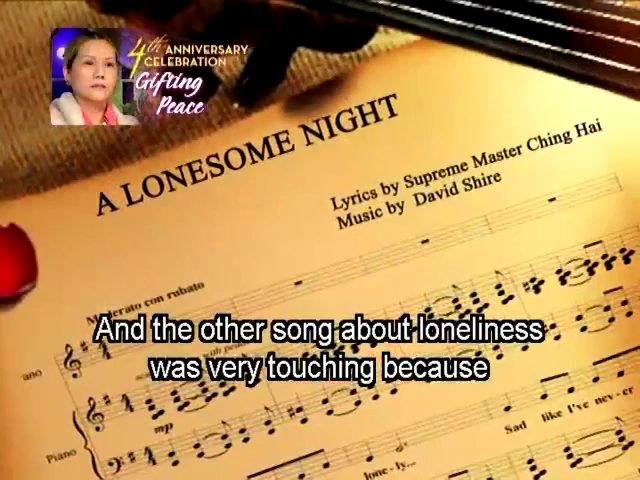 4th ANNIVERSARY
CELEBRATION
Gifting
Peace
A LONESOME NIGHT
Lyrics by Supreme Master Ching Hai
Music by David Shire
Moderato con rubato
And the other song about loneliness
was very touching because
mp
Piano
Sad like I've nev-er
lone-ly...